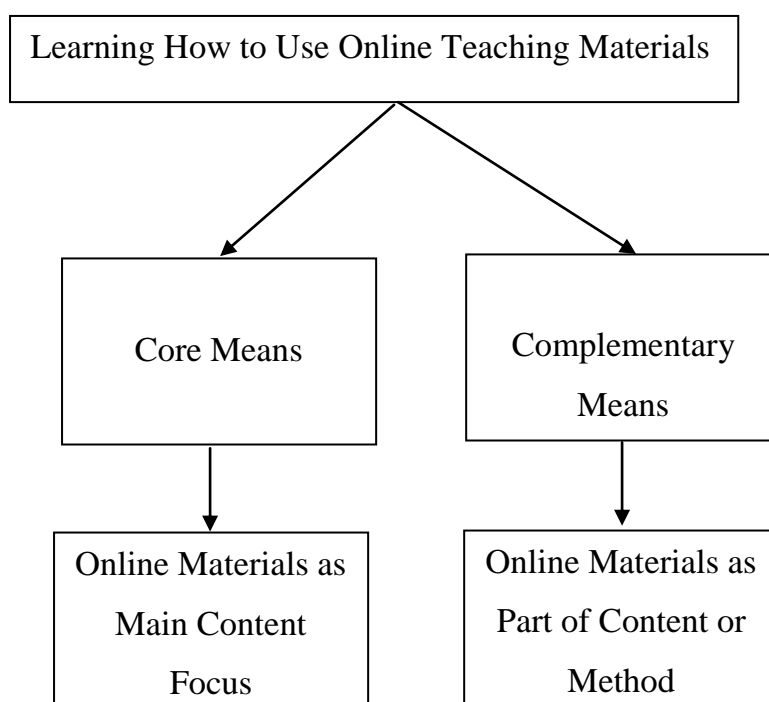 Learning How to Use Online Teaching Materials
Core Means
Complementary
Means
Online Materials as
Main Content
Focus
Online Materials as
Part of Content or
Method